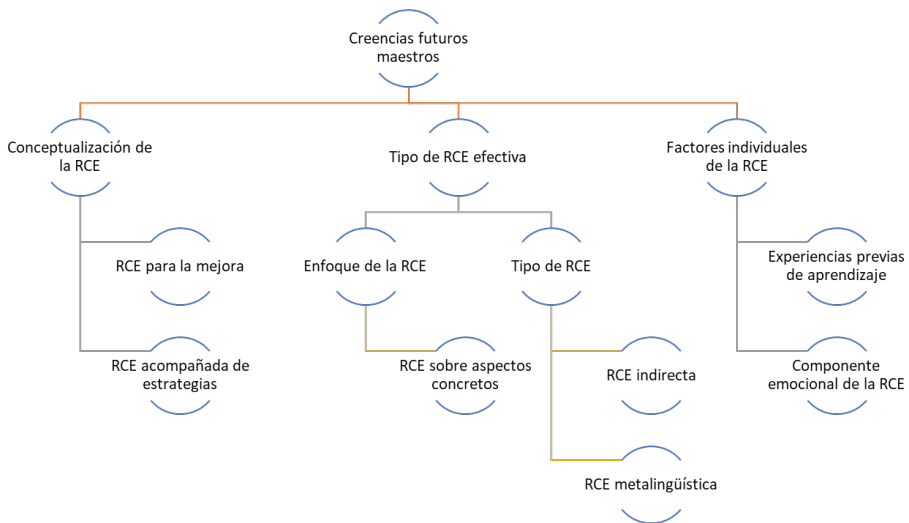 Creencias futuros
maestros
Conceptualización de
la RCE
Tipo de RCE efectiva
Factores individuales
de la RCE
RCE para la mejora
Enfoque de la RCE
Tipo de RCE
Experiencias previas
de aprendizaje
RCE acompañada de
estrategias
RCE sobre aspectos
concretos
RCE indirecta
Componente
emocional de la RCE
RCE metalingüística